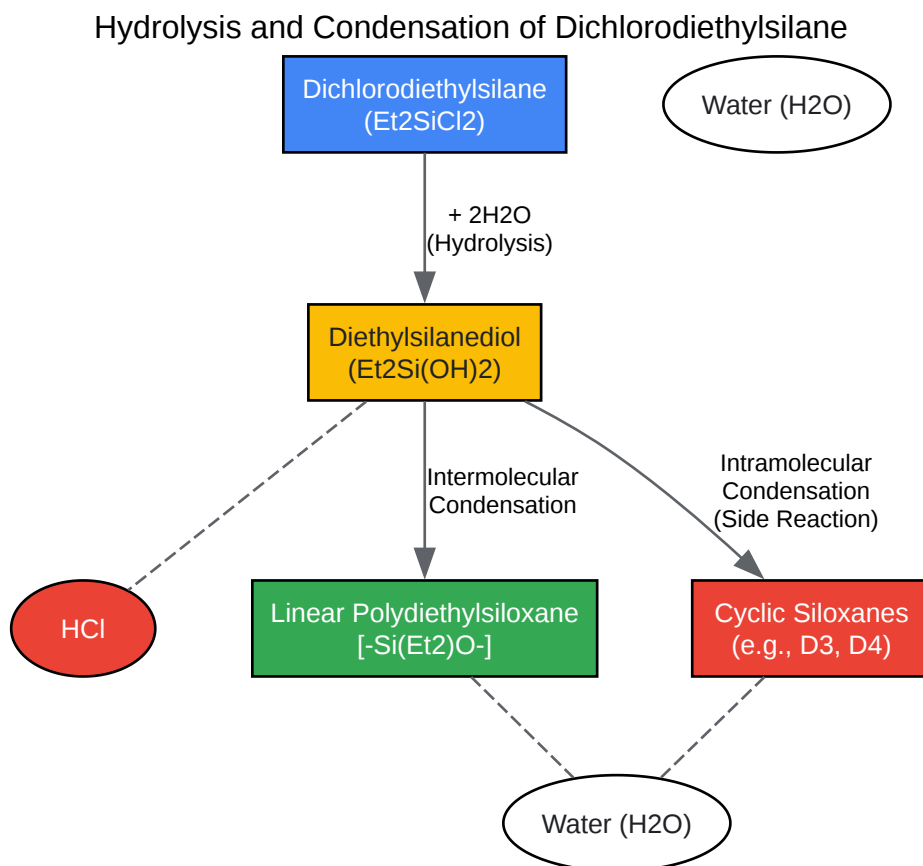 Hydrolysis and Condensation of Dichlorodiethylsilane
Dichlorodiethylsilane
(Et2SiCl2)
Water (H2O)
+ 2H2O
(Hydrolysis)
Diethylsilanediol
(Et2Si(OH)2)
Intermolecular
Condensation
Intramolecular
Condensation
(Side Reaction)
HCl
Linear Polydiethylsiloxane
[-Si(Et2)O-]
Cyclic Siloxanes
(e.g., D3, D4)
Water (H2O)